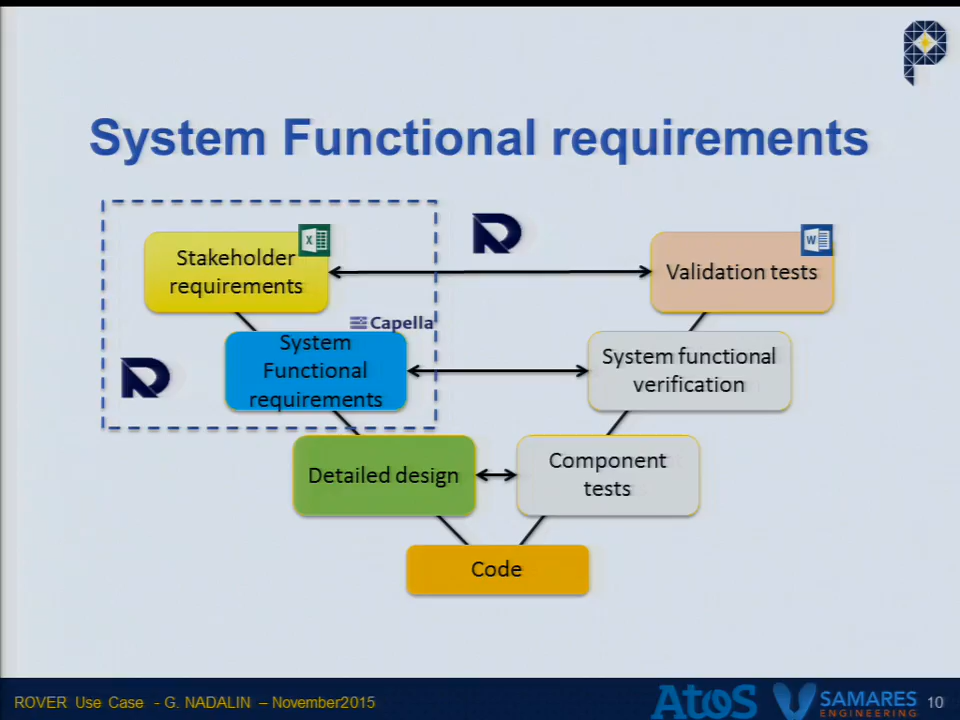 System Functional requirements
Stakeholder
requirements
X
W
Validation tests
Capella
System
Functional
requirements
System functional
verification
Detailed design
Component
tests
Code
ROVER Use Case - G. NADALIN – November2015
Atos
SAMARES
ENGINEERING
10